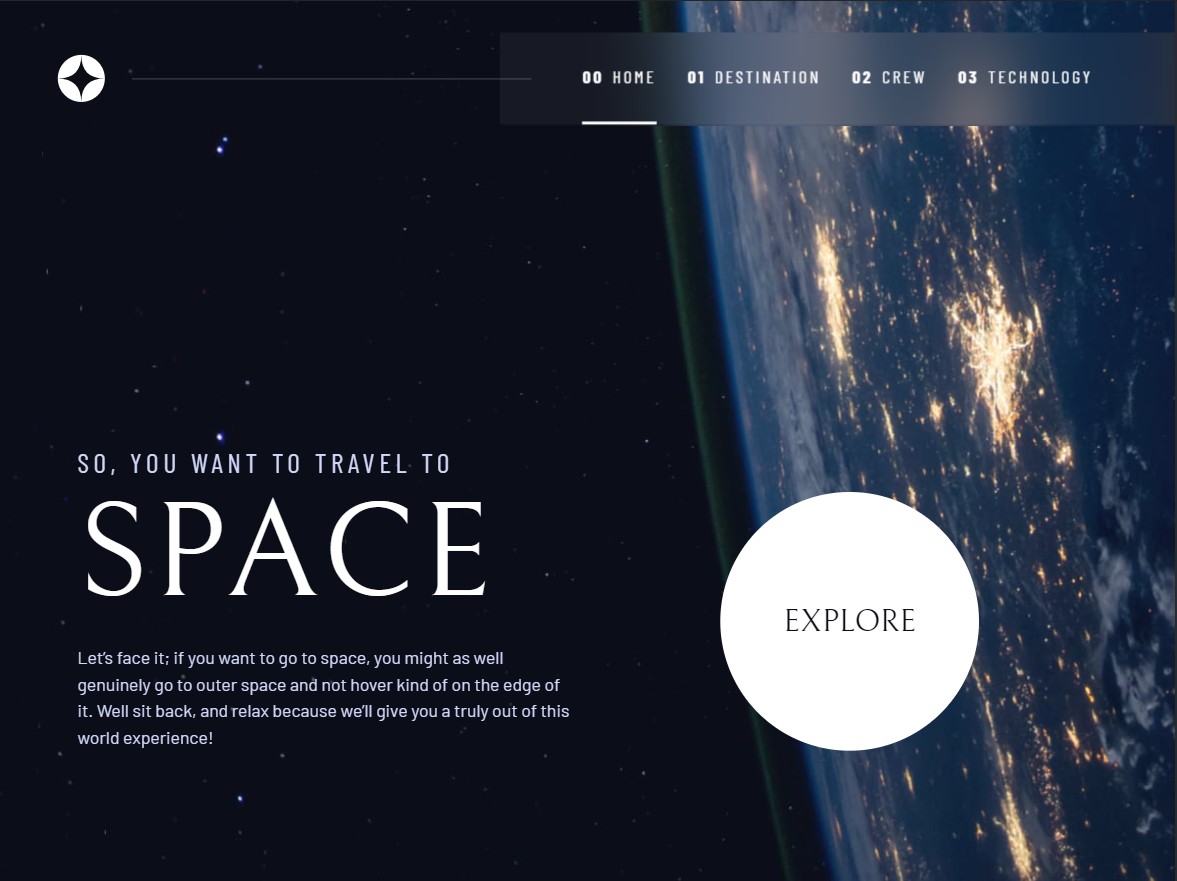 00 HOME 01 DESTINATION 02 CREW 03 TECHNOLOGY
SO, YOU WANT TO TRAVEL TO
SPACE
Let’s face it; if you want to go to space, you might as well
genuinely go to outer space and not hover kind of on the edge of
it. Well sit back, and relax because we’ll give you a truly out of this
world experience!
EXPLORE